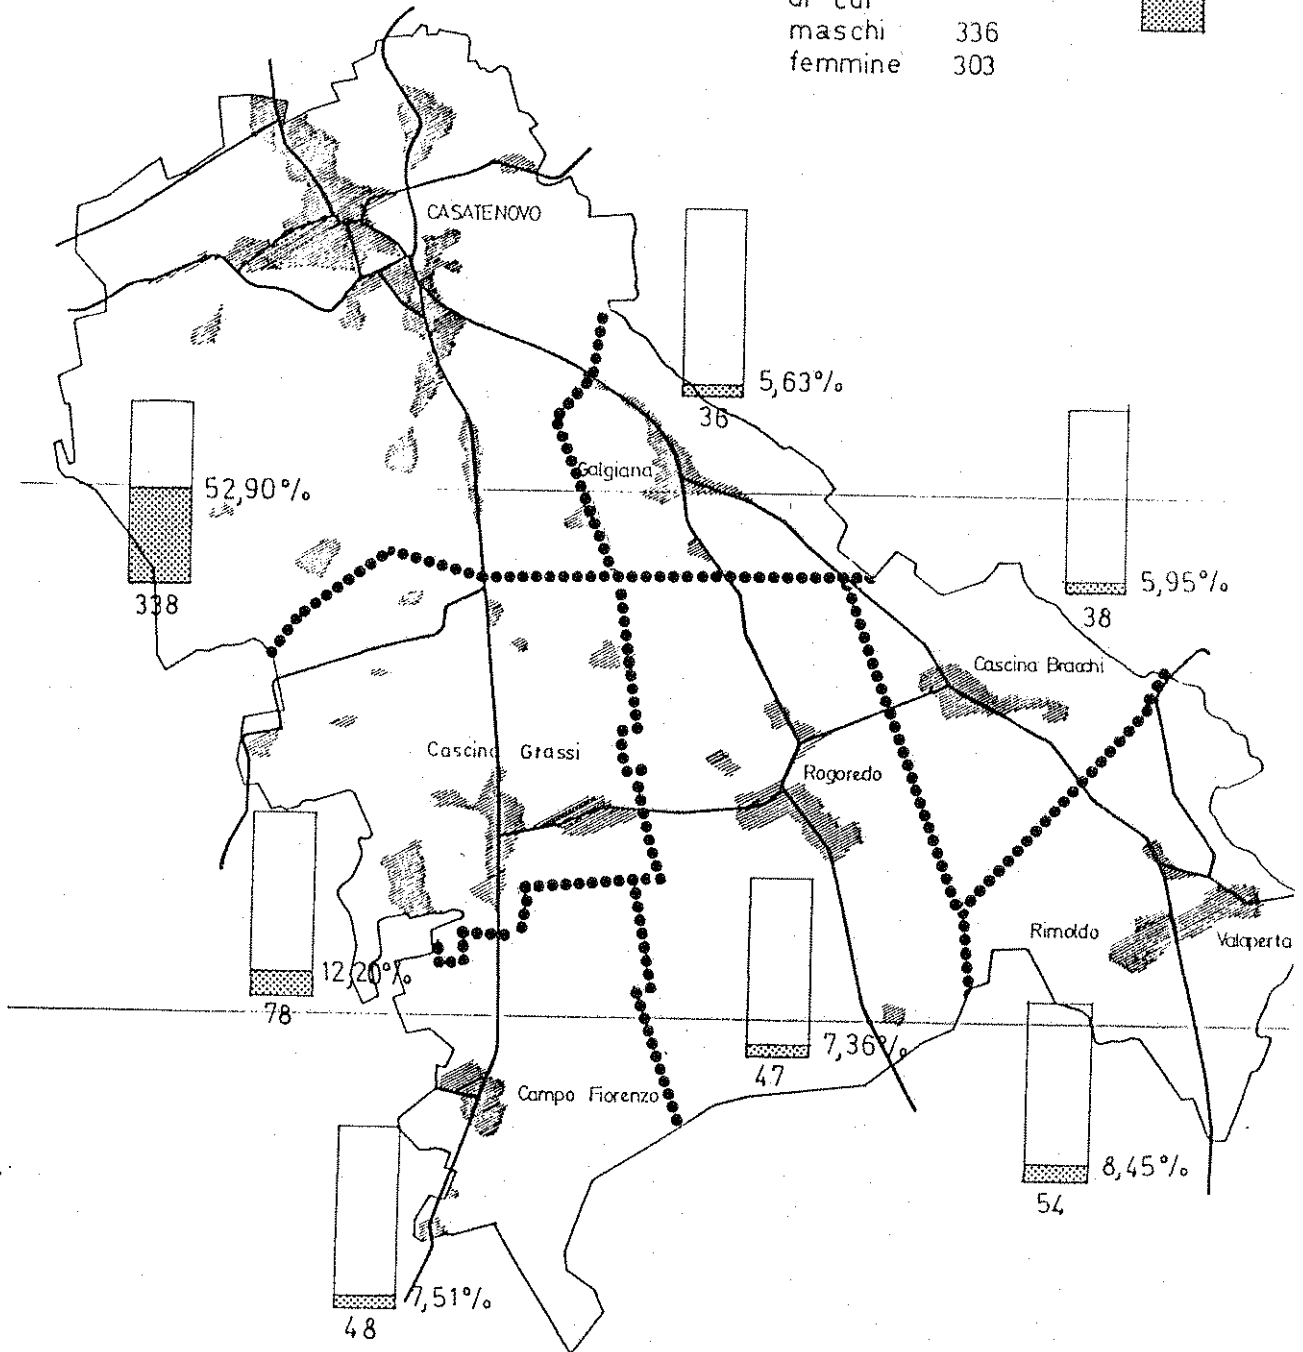 maschi 336
femmine 303
CASATENOVO
5,63%
36
Galgiana
52,90%
338
5,95%
38
Cascina Bracchi
Cascina Grassi
Rogoredo
12,20%
78
Rimoldo
Valaperta
7,36%
47
Campo Fiorenzo
8,45%
54
7,51%
48